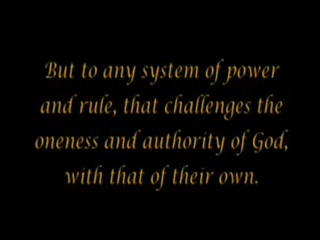 But to any system of power
and rule, that challenges the
oneness and authority of God,
with that of their own.